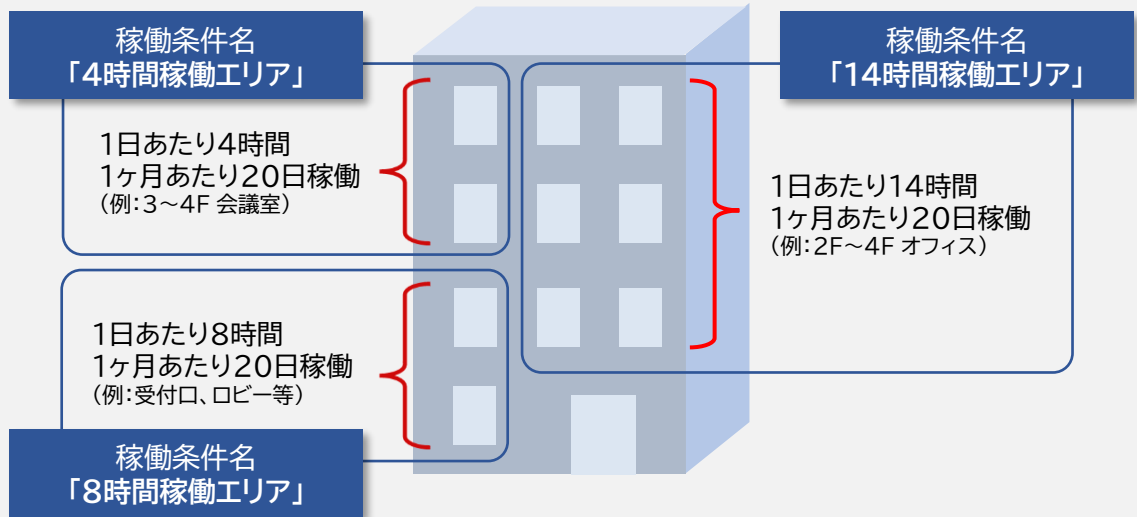 稼働条件名
「4時間稼働エリア」
1日あたり4時間
1ヶ月あたり20日稼働
(例:3～4F 会議室)
稼働条件名
「14時間稼働エリア」
1日あたり14時間
1ヶ月あたり20日稼働
(例:2F～4F オフィス)
1日あたり8時間
1ヶ月あたり20日稼働
(例:受付口、ロビー等)
稼働条件名
「8時間稼働エリア」